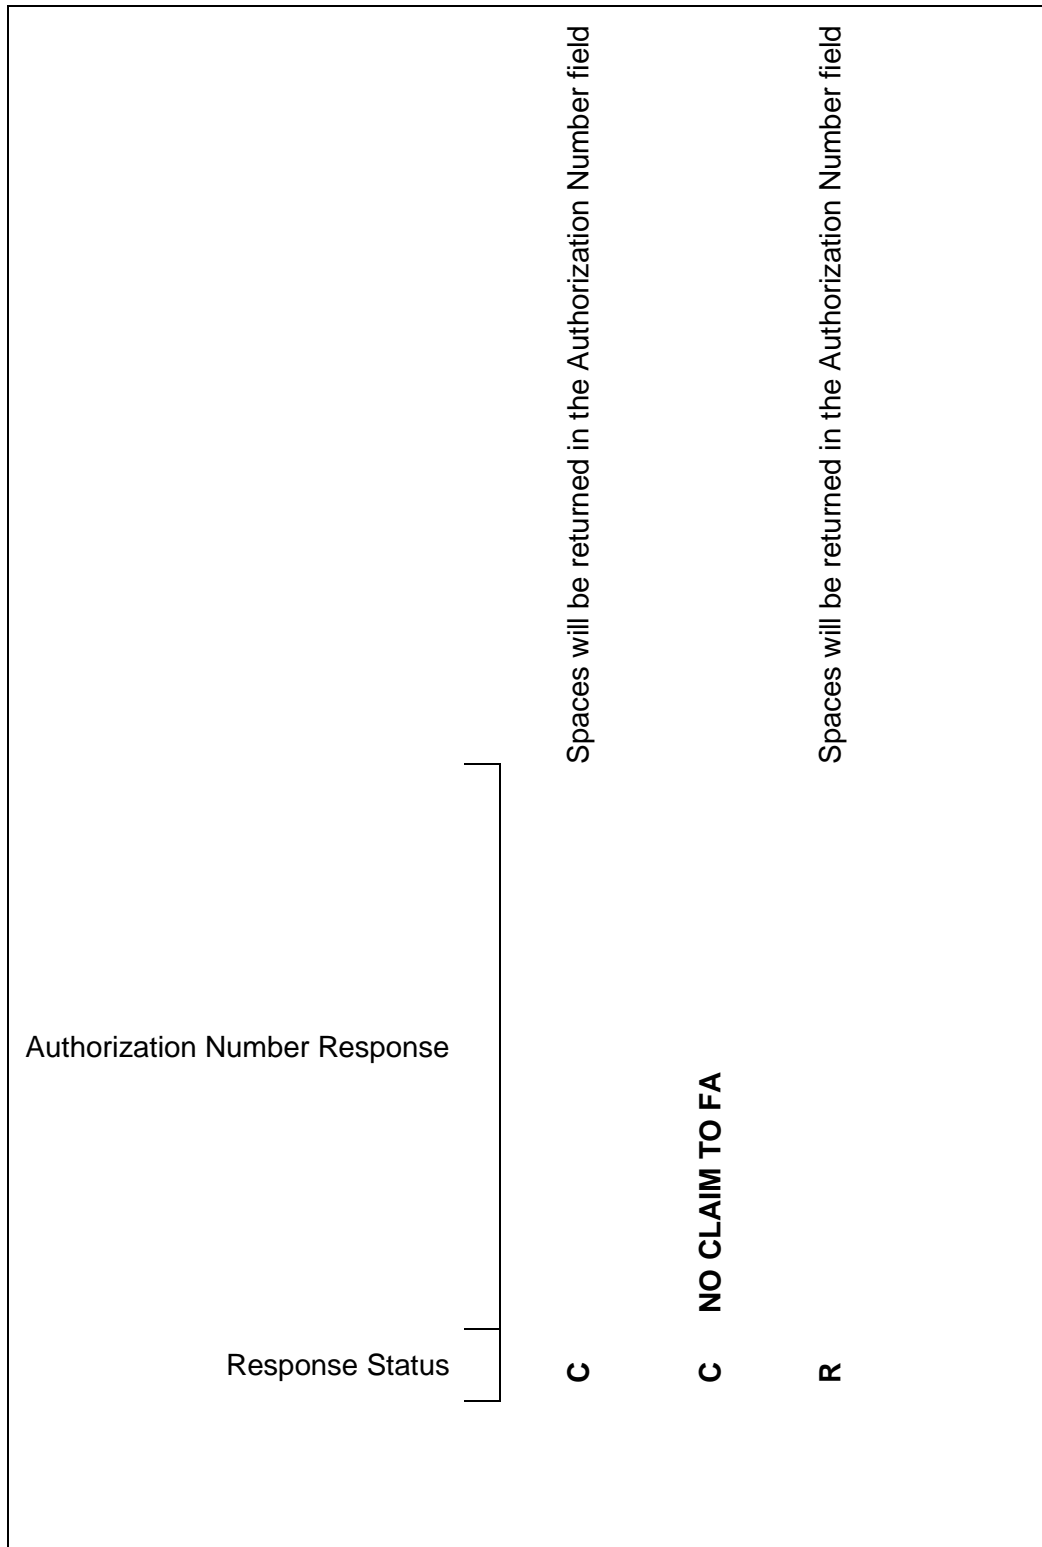 Authorization Number Response
Response Status
C Spaces will be returned in the Authorization Number field
C NO CLAIM TO FA
R Spaces will be returned in the Authorization Number field